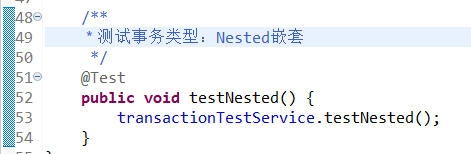 48 /**
49 * 测试事务类型：Nested嵌套
50 */
51 @Test
52 public void testNested() {
53 transactionTestService.testNested();
54 }